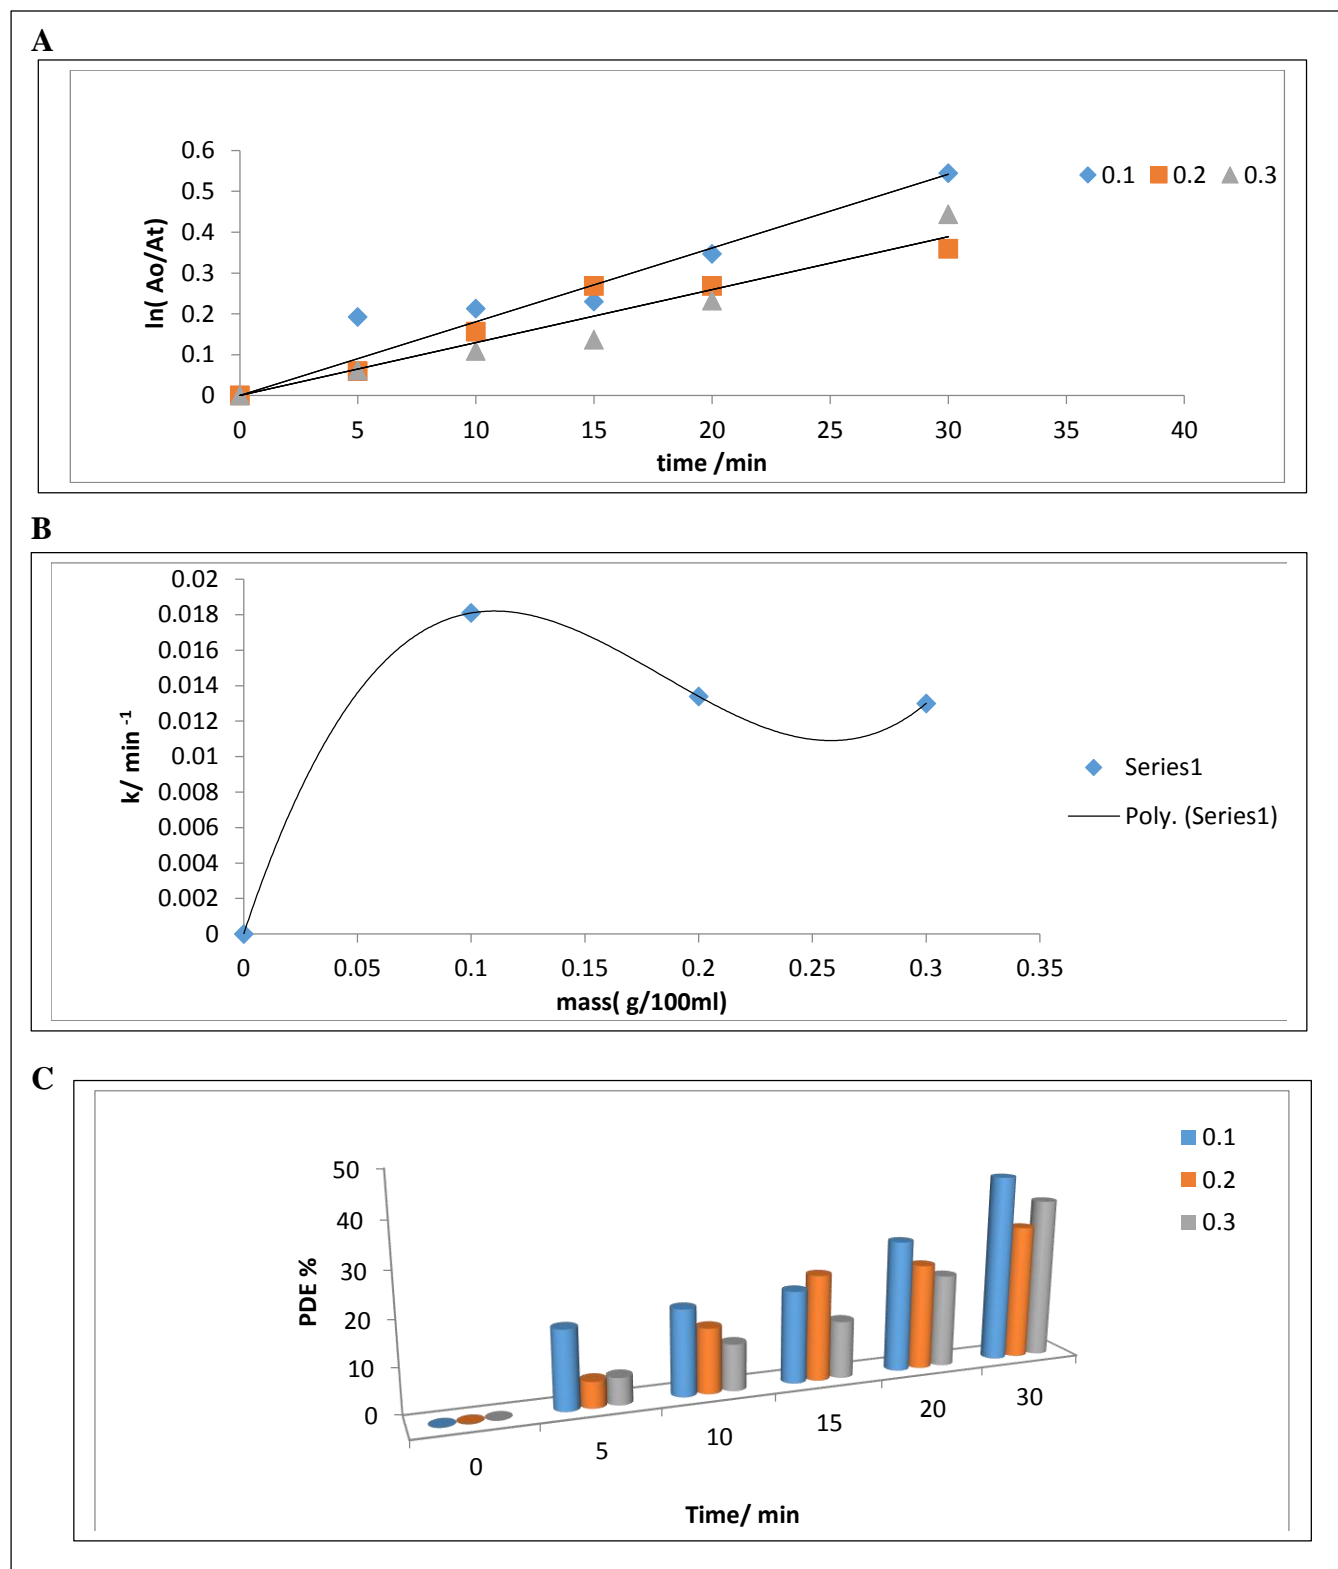 A
0.6
0.5
0.4
0.3
0.2
0.1
0
ln( Ao/At)
0 5 10 15 20 25 30 35 40
time /min
0.1 0.2 0.3
B
0.02
0.018
0.016
0.014
0.012
0.01
0.008
0.006
0.004
0.002
0
k/ min -1
0 0.05 0.1 0.15 0.2 0.25 0.3 0.35
mass( g/100ml)
Series1
Poly. (Series1)
C
50
40
30
20
10
0
PDE %
0 5 10 15 20 30
Time/ min
0.1
0.2
0.3